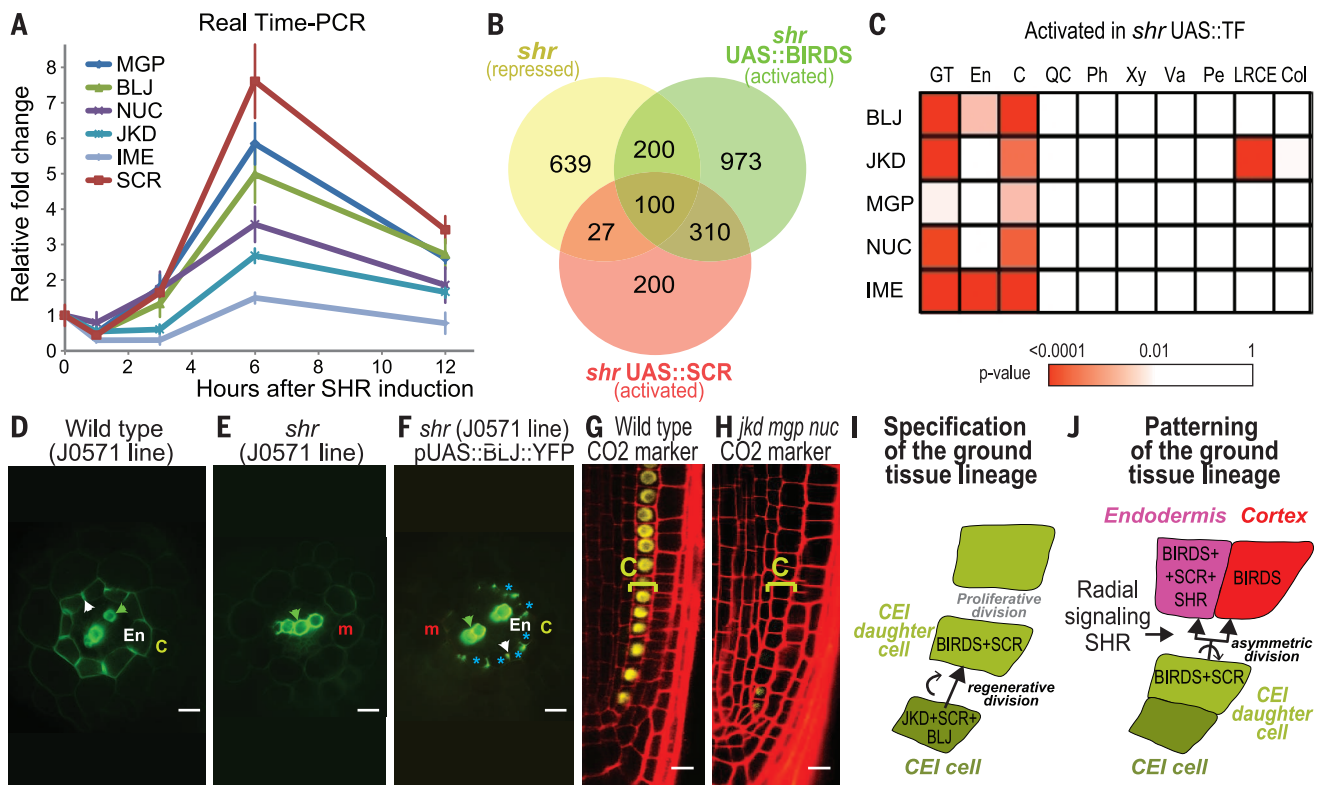 A
Real Time-PCR
Relative fold change
8
7
6
5
4
3
2
1
0
MGP
BLJ
NUC
JKD
IME
SCR
0 2 4 6 8 10 12
Hours after SHR induction
B
shr
(repressed)
shr
UAS::BIRDS
(activated)
639
200
973
100
27
310
200
shr UAS::SCR
(activated)
C
Activated in shr UAS::TF
GT En C QC Ph Xy Va Pe LRCE Col
BLJ
JKD
MGP
NUC
IME
<0.0001 0.01 1
p-value
D Wild type
(J0571 line)
En
C
E shr
(J0571 line)
m
F shr (J0571 line)
pUAS::BLJ::YFP
m
En
C
* * * * * * * *
G Wild type
CO2 marker
C
H jkd mgp nuc
CO2 marker
C
I Specification
of the ground
tissue lineage
Proliferative
division
CEI
daughter
cell
BIRDS+SCR
regenerative
division
JKD+SCR+
BLJ
CEI cell
J Patterning
of the ground
tissue lineage
Endermis Cortex
BIRDS+
+SCR+
SHR
BIRDS
Radial
signaling
SHR
asymmetric
division
BIRDS+SCR
CEI
daughter
cell
CEI cell